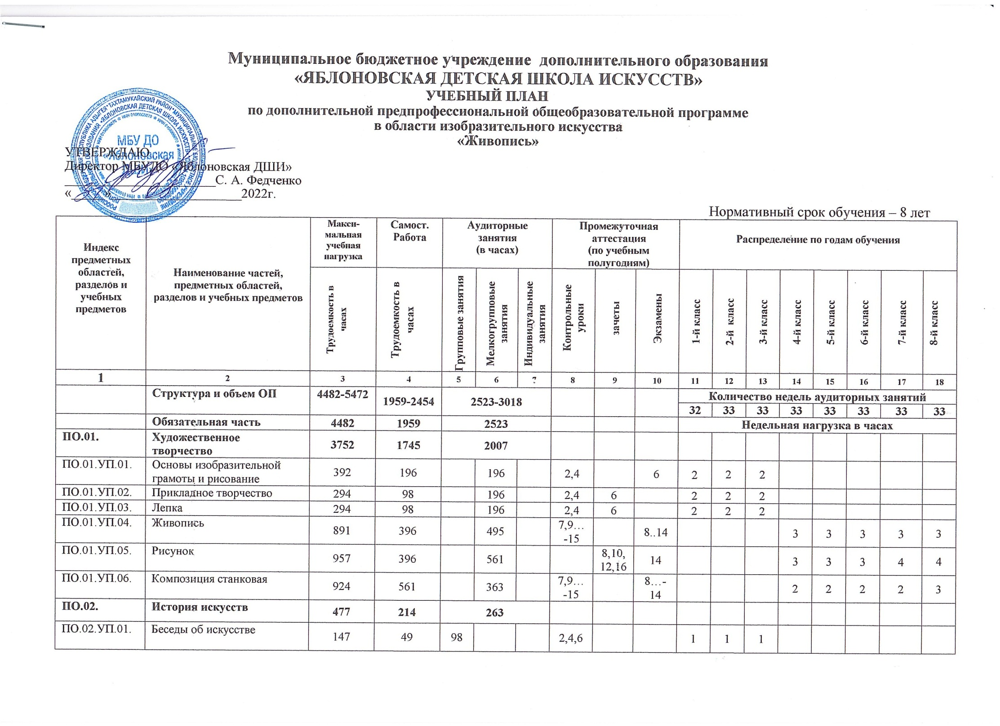 Муниципальное бюджетное учреждение дополнительного образования
«ЯБЛОНОВСКАЯ ДЕТСКАЯ ШКОЛА ИСКУССТВ»
УЧЕБНЫЙ ПЛАН
по дополнительной предпрофессиональной общеобразовательной программе
в области изобразительного искусства
«Живопись»
МБУ ДО
«Яблоновская
УТВЕРЖДАЮ
Директор МБУДО «Яблоновская ДШИ»
С. А. Федченко
« » 2022г.
Нормативный срок обучения – 8 лет
Индекс
предметных
областей,
разделов и
учебных
предметов
Наименование частей,
предметных областей,
разделов и учебных предметов
Макси-
мальная
учебная
нагрузка
Самост.
Работа
Аудиторные
занятия
(в часах)
Промежуточная
аттестация
(по учебным
полугодиям)
Распределение по годам обучения
Трудоемкость в
часах
Трудоемкость в
часах
Групповые занятия
Мелкогрупповые
занятия
Индивидуальные
занятия
Контрольные
уроки
зачеты
Экзамены
1-й класс
2-й класс
3-й класс
4-й класс
5-й класс
6-й класс
7-й класс
8-й класс
1 2 3 4 5 6 7 8 9 10 11 12 13 14 15 16 17 18
Структура и объем ОП 4482-5472 1959-2454 2523-3018 Количество недель аудиторных занятий
32 33 33 33 33 33 33 33
Обязательная часть 4482 1959 2523 Недельная нагрузка в часах
ПО.01. Художественное
творчество 3752 1745 2007
ПО.01.УП.01. Основы изобразительной
грамоты и рисование 392 196 196 2,4 6 2 2 2
ПО.01.УП.02. Прикладное творчество 294 98 196 2,4 6 2 2 2
ПО.01.УП.03. Лепка 294 98 196 2,4 6 2 2 2
ПО.01.УП.04. Живопись 891 396 495 7,9…
-15 8..14 3 3 3 3 3
ПО.01.УП.05. Рисунок 957 396 561 8,10,
12,16 14 3 3 3 4 4
ПО.01.УП.06. Композиция станковая 924 561 363 7,9…
-15 8…-
14 2 2 2 2 3
ПО.02. История искусств 477 214 263
ПО.02.УП.01. Беседы об искусстве 147 49 98 2,4,6 1 1 1